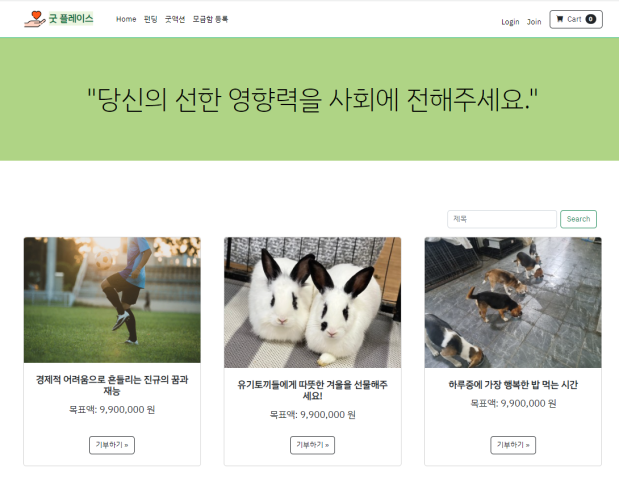 굿 플레이스 Home 펀딩 굿액션 모금함 등록 Login Join Cart 0
"당신의 선한 영향력을 사회에 전해주세요."
제목 Search
경제적 어려움으로 흔들리는 진규의 꿈과
재능
목표액: 9,900,000 원
기부하기 »
유기토끼들에게 따뜻한 겨울을 선물해주
세요!
목표액: 9,900,000 원
기부하기 »
하루중에 가장 행복한 밥 먹는 시간
목표액: 9,900,000 원
기부하기 »